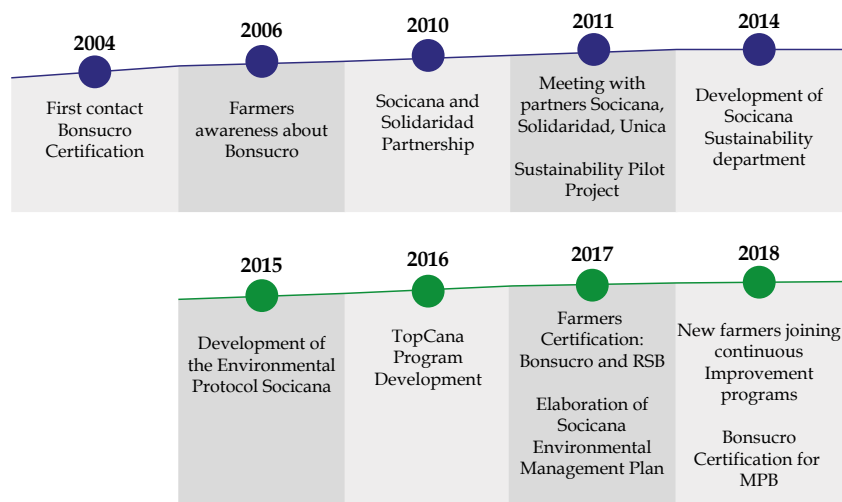 2004
First contact
Bonsucro
Certification
2006
Farmers
awareness about
Bonsucro
2010
Socicana and
Solidaridad
Partnership
2011
Meeting with
partners Socicana,
Solidaridad, Unica
Sustainability Pilot
Project
2014
Development of
Socicana
Sustainability
department
2015
Development of
the Environmental
Protocol Socicana
2016
TopCana
Program
Development
2017
Farmers
Certification:
Bonsucro and RSB
Elaboration of
Socicana
Environmental
Management Plan
2018
New farmers joining
continuous
Improvement
programs
Bonsucro
Certification for
MPB